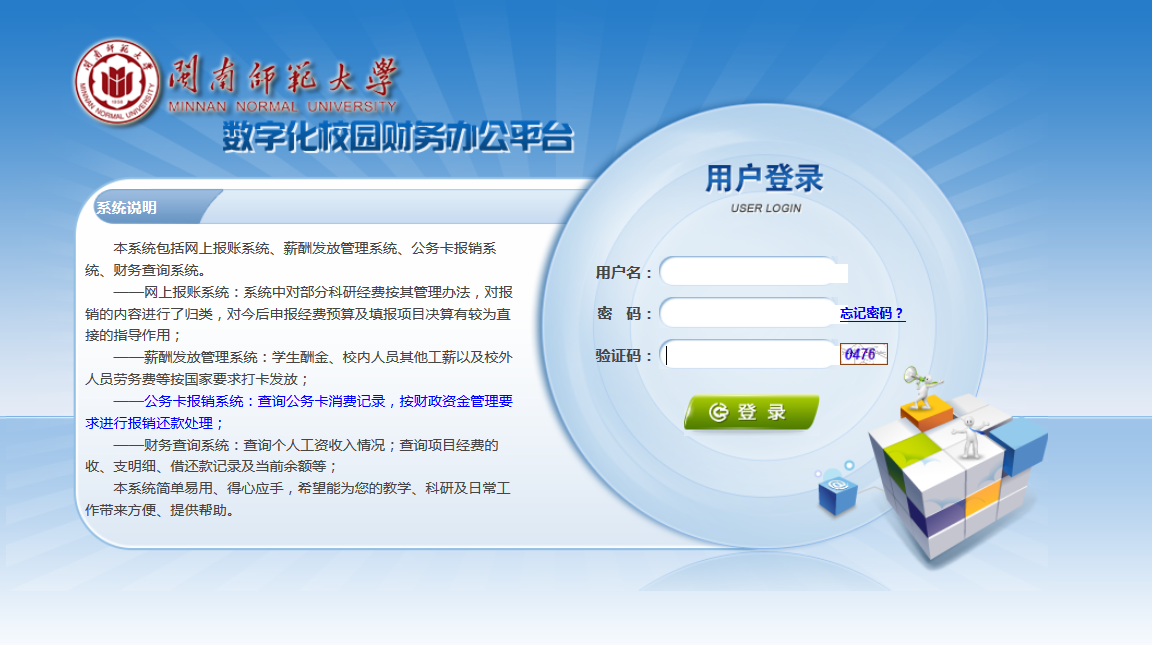 閩南師範大學
MINNAN NORMAL UNIVERSITY
数字化校园财务办公平台
系统说明
本系统包括网上报账系统、薪酬发放管理系统、公务卡报销系
统、财务查询系统。
——网上报账系统：系统中对部分科研经费按其管理办法，对报
销的内容进行了归类，对今后申报经费预算及填报项目决算有较为直
接的指导作用；
——薪酬发放管理系统：学生酬金、校内人员其他工薪以及校外
人员劳务费等按国家要求打卡发放；
——公务卡报销系统：查询公务卡消费记录，按财政资金管理要
求进行报销还款处理；
——财务查询系统：查询个人工资收入情况；查询项目经费的
收、支明细、借还款记录及当前余额等；
本系统简单易用、得心应手，希望能为您的教学、科研及日常工
作带来方便、提供帮助。
用户登录
USER LOGIN
用户名：
密 码： 忘记密码？
验证码： 0476
登 录